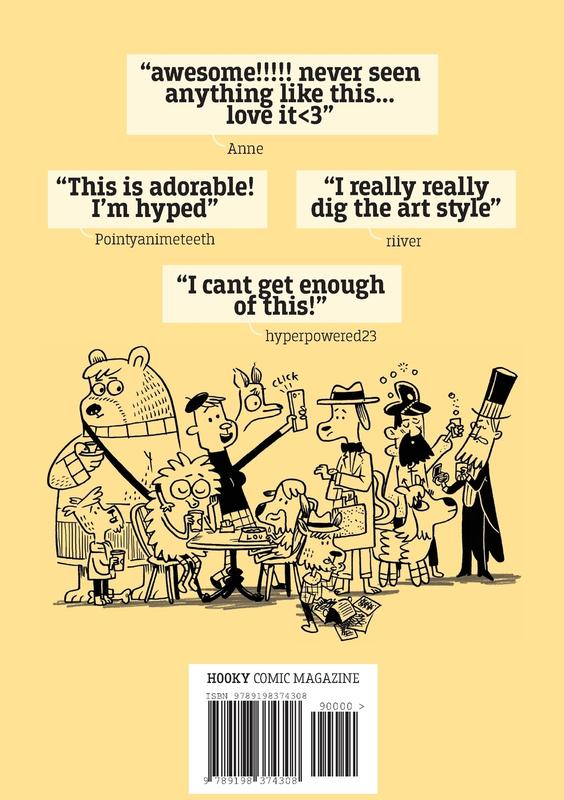 “awesome!!!!! never seen
anything like this...
love it<3”
Anne
“This is adorable!
I’m hyped”
Pointyanimeteeth
“I really really
dig the art style”
riiver
“I cant get enough
of this!”
hyperpowered23
CLICK
LOV
HOOKY COMIC MAGAZINE
ISBN 9789198374308
90000 >
9 789198 374308